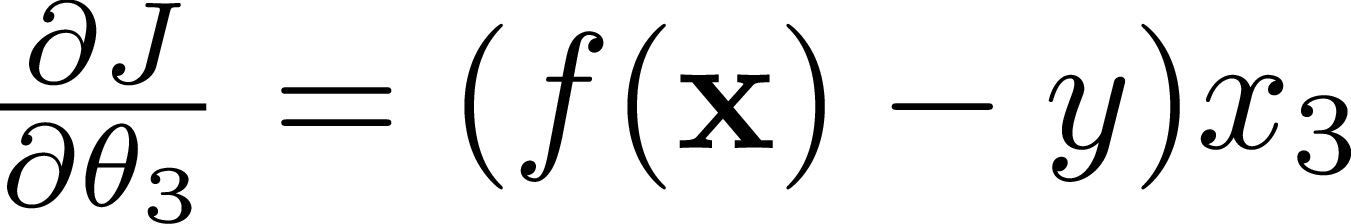 ∂J/∂θ₃ = (f(𝐱) − y)x₃